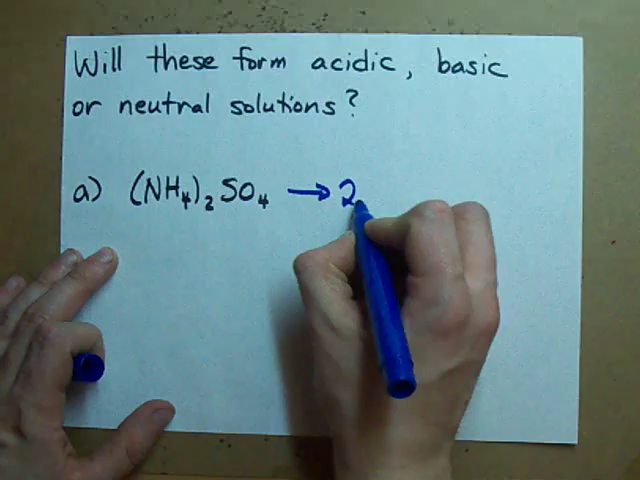 Will these form acidic, basic
or neutral solutions?
a) (NH₄)₂SO₄ → 2